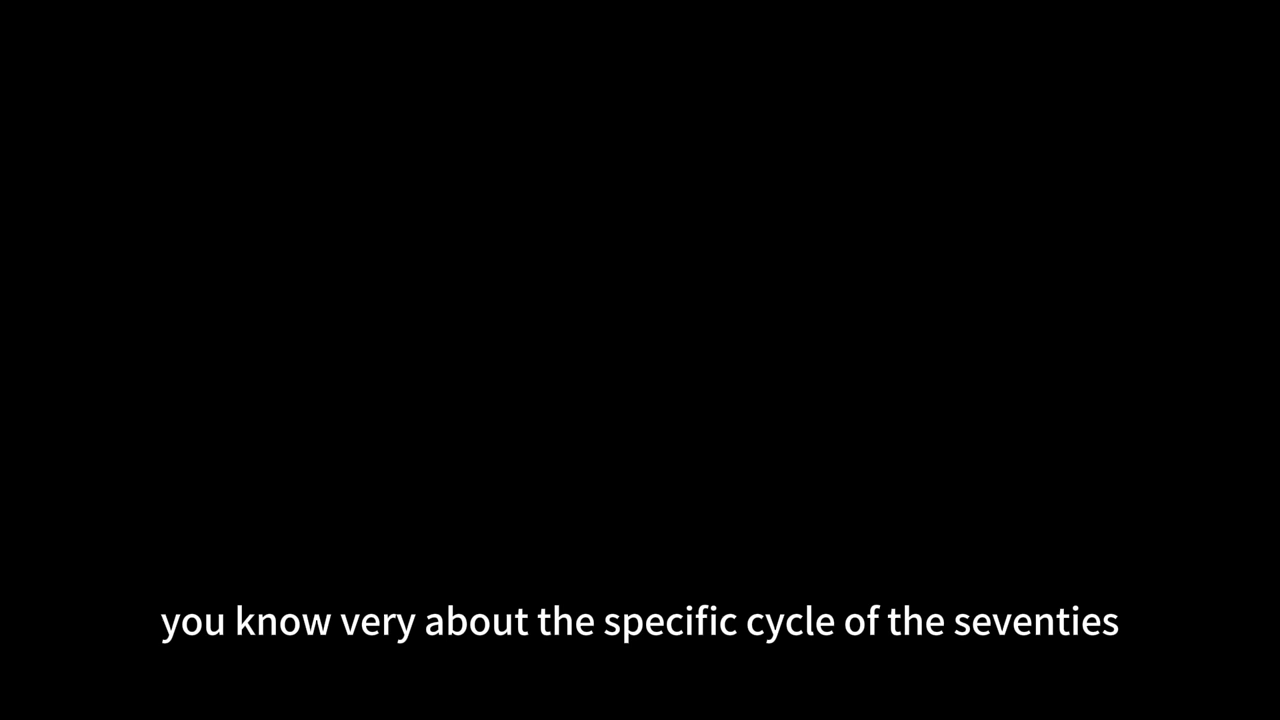 you know very about the specific cycle of the seventies